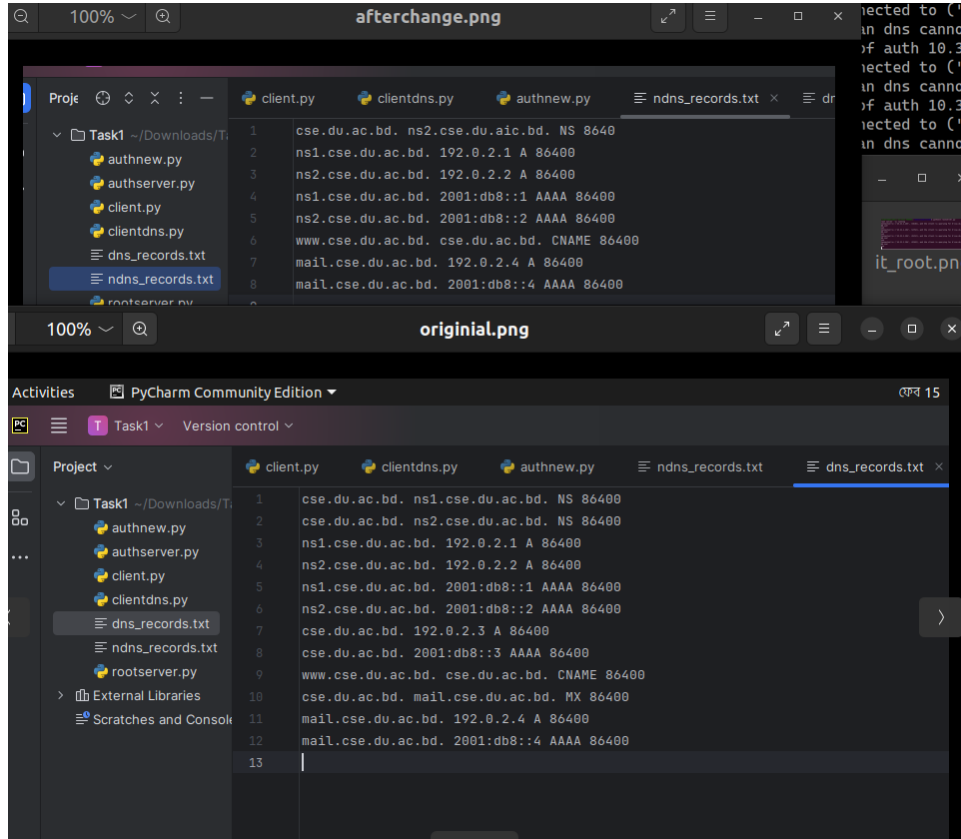 100%
afterchange.png
Proje
client.py
clientdns.py
authnew.py
ndns_records.txt
Task1 ~/Downloads/T
authnew.py
authserver.py
client.py
clientdns.py
dns_records.txt
ndns_records.txt
rootserver.py
1 cse.du.ac.bd. ns2.cse.du.aic.bd. NS 8640
2 ns1.cse.du.ac.bd. 192.0.2.1 A 86400
3 ns2.cse.du.ac.bd. 192.0.2.2 A 86400
4 ns1.cse.du.ac.bd. 2001:db8::1 AAAA 86400
5 ns2.cse.du.ac.bd. 2001:db8::2 AAAA 86400
6 www.cse.du.ac.bd. cse.du.ac.bd. CNAME 86400
7 mail.cse.du.ac.bd. 192.0.2.4 A 86400
8 mail.cse.du.ac.bd. 2001:db8::4 AAAA 86400
nected to ('
an dns canno
of auth 10.3
nected to ('
an dns canno
of auth 10.3
nected to ('
an dns canno
it_root.pn
100%
originial.png
Activities
PyCharm Community Edition
ফেব 15
T Task1
Version control
Project
client.py
clientdns.py
authnew.py
ndns_records.txt
dns_records.txt
Task1 ~/Downloads/T
authnew.py
authserver.py
client.py
clientdns.py
dns_records.txt
ndns_records.txt
rootserver.py
External Libraries
Scratches and Console
1 cse.du.ac.bd. ns1.cse.du.ac.bd. NS 86400
2 cse.du.ac.bd. ns2.cse.du.ac.bd. NS 86400
3 ns1.cse.du.ac.bd. 192.0.2.1 A 86400
4 ns2.cse.du.ac.bd. 192.0.2.2 A 86400
5 ns1.cse.du.ac.bd. 2001:db8::1 AAAA 86400
6 ns2.cse.du.ac.bd. 2001:db8::2 AAAA 86400
7 cse.du.ac.bd. 192.0.2.3 A 86400
8 cse.du.ac.bd. 2001:db8::3 AAAA 86400
9 www.cse.du.ac.bd. cse.du.ac.bd. CNAME 86400
10 cse.du.ac.bd. mail.cse.du.ac.bd. MX 86400
11 mail.cse.du.ac.bd. 192.0.2.4 A 86400
12 mail.cse.du.ac.bd. 2001:db8::4 AAAA 86400
13